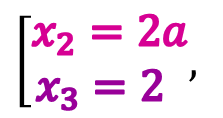 [x₂ = 2a
x₃ = 2 ,